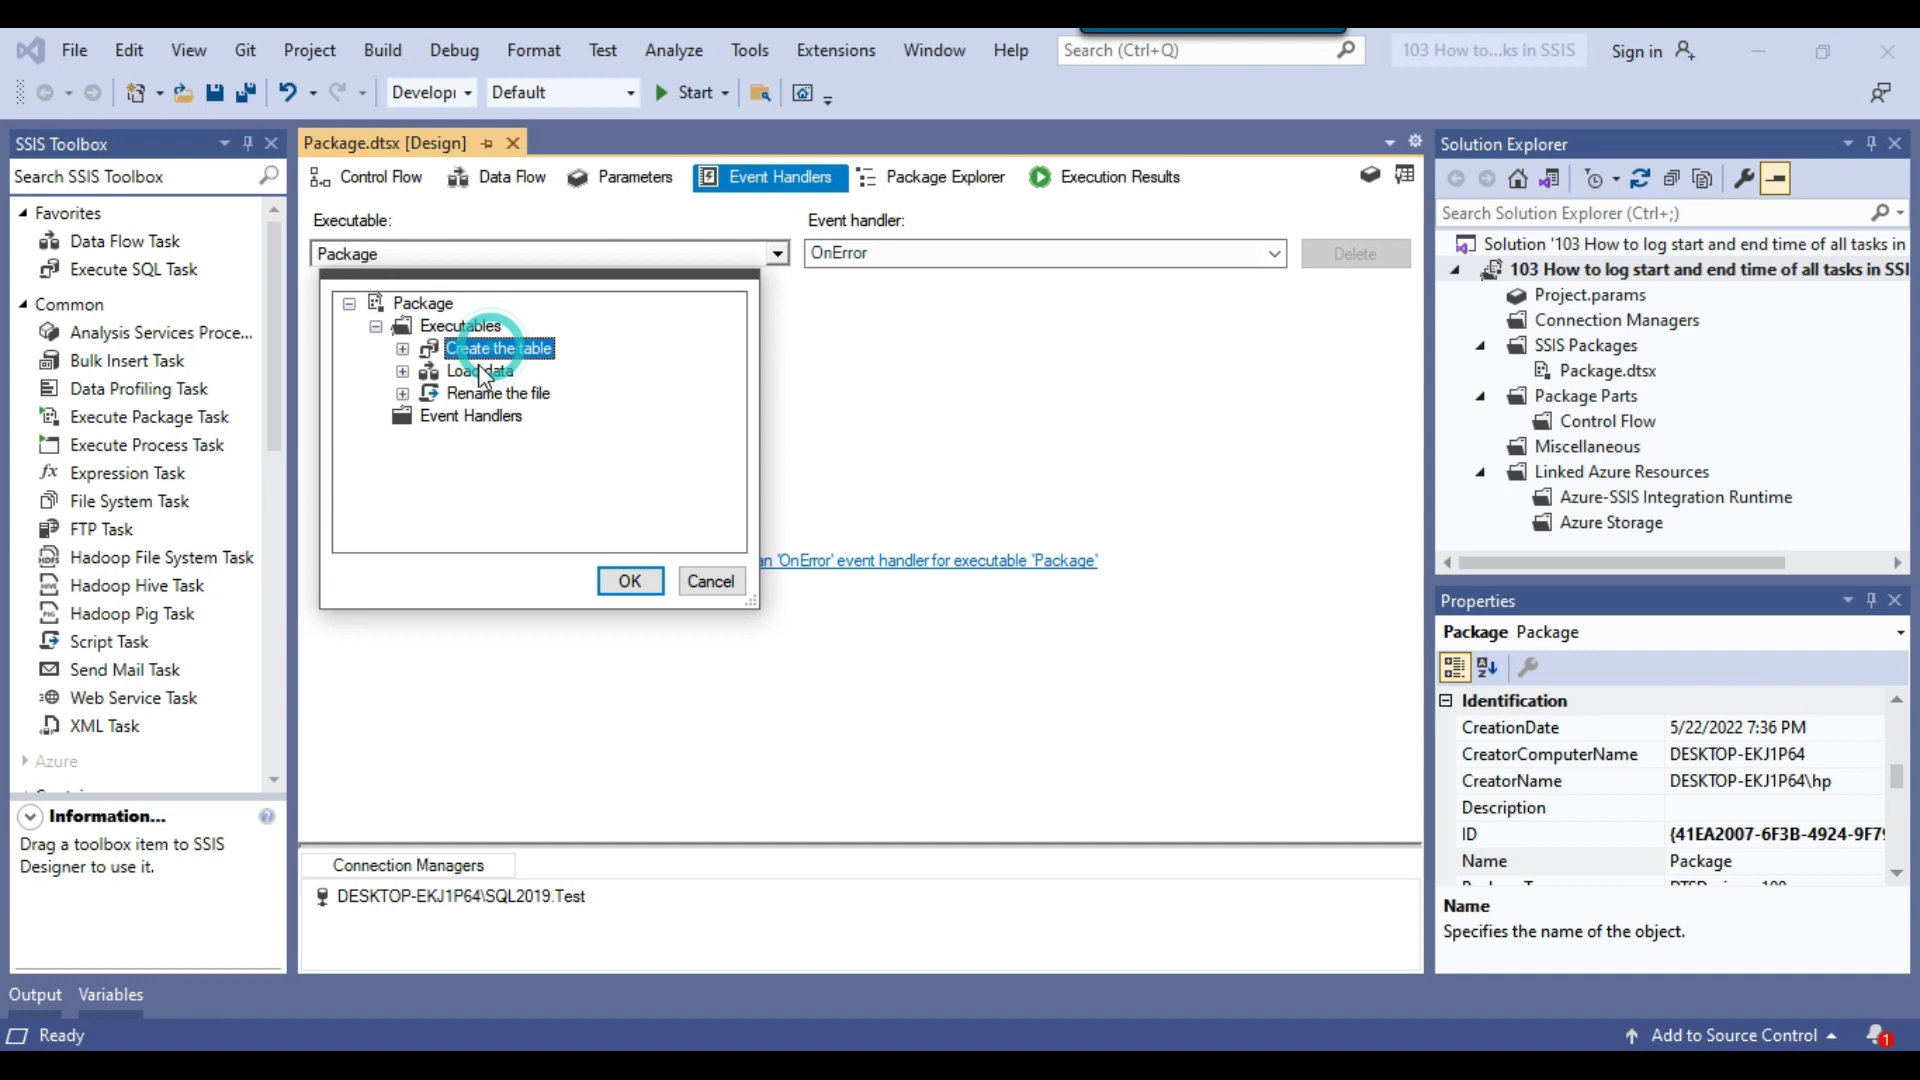 File Edit View Git Project Build Debug Format Test Analyze Tools Extensions Window Help Search (Ctrl+Q) 103 How to...ks in SSIS Sign in
Developı Default Start
SSIS Toolbox
Search SSIS Toolbox
Favorites
Data Flow Task
Execute SQL Task
Common
Analysis Services Proce...
Bulk Insert Task
Data Profiling Task
Execute Package Task
Execute Process Task
Expression Task
File System Task
FTP Task
Hadoop File System Task
Hadoop Hive Task
Hadoop Pig Task
Script Task
Send Mail Task
Web Service Task
XML Task
Azure
Information...
Drag a toolbox item to SSIS
Designer to use it.
Package.dtsx [Design]
Control Flow Data Flow Parameters Event Handlers Package Explorer Execution Results
Executable: Event handler:
Package OnError Delete
Package
Executables
Create the table
Load data
Rename the file
Event Handlers
OK Cancel
an 'OnError' event handler for executable 'Package'
Connection Managers
DESKTOP-EKJ1P64\SQL2019.Test
Solution Explorer
Search Solution Explorer (Ctrl+;)
Solution '103 How to log start and end time of all tasks in
103 How to log start and end time of all tasks in SSI
Project.params
Connection Managers
SSIS Packages
Package.dtsx
Package Parts
Control Flow
Miscellaneous
Linked Azure Resources
Azure-SSIS Integration Runtime
Azure Storage
Properties
Package Package
Identification
CreationDate 5/22/2022 7:36 PM
CreatorComputerName DESKTOP-EKJ1P64
CreatorName DESKTOP-EKJ1P64\hp
Description
ID {41EA2007-6F3B-4924-9F79
Name Package
Name
Specifies the name of the object.
Output Variables
Ready Add to Source Control 1